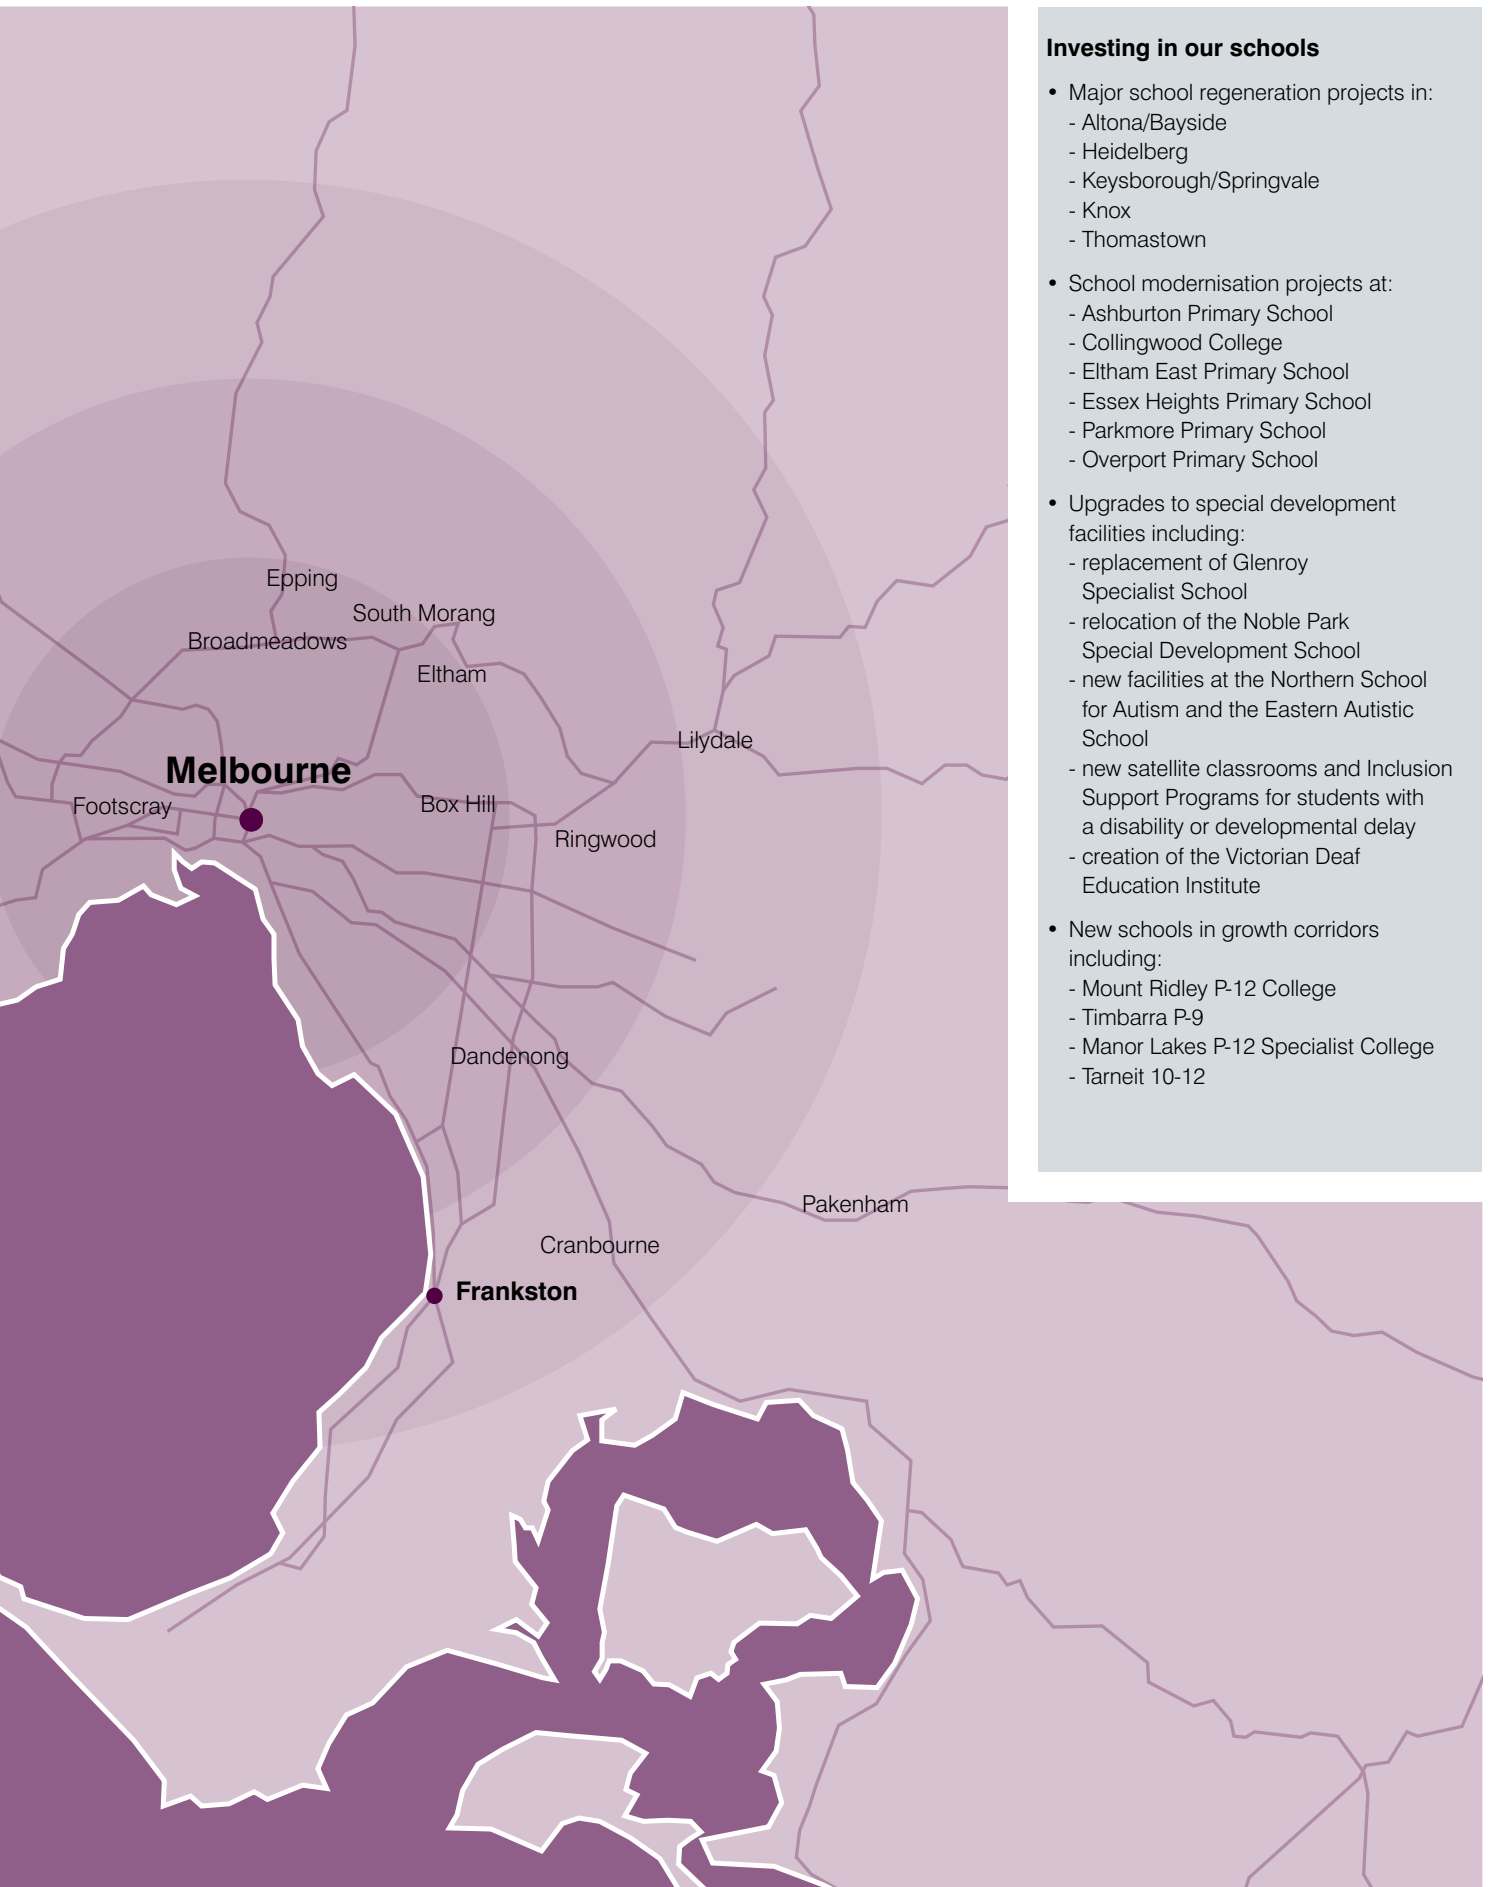 Investing in our schools
• Major school regeneration projects in:
- Altona/Bayside
- Heidelberg
- Keysborough/Springvale
- Knox
- Thomastown
• School modernisation projects at:
- Ashburton Primary School
- Collingwood College
- Eltham East Primary School
- Essex Heights Primary School
- Parkmore Primary School
- Overport Primary School
• Upgrades to special development
facilities including:
- replacement of Glenroy
Specialist School
- relocation of the Noble Park
Special Development School
- new facilities at the Northern School
for Autism and the Eastern Autistic
School
- new satellite classrooms and Inclusion
Support Programs for students with
a disability or developmental delay
- creation of the Victorian Deaf
Education Institute
• New schools in growth corridors
including:
- Mount Ridley P-12 College
- Timbarra P-9
- Manor Lakes P-12 Specialist College
- Tarneit 10-12
Epping
South Morang
Broadmeadows
Eltham
Lilydale
Melbourne
Footscray
Box Hill
Ringwood
Dandenong
Pakenham
Cranbourne
Frankston